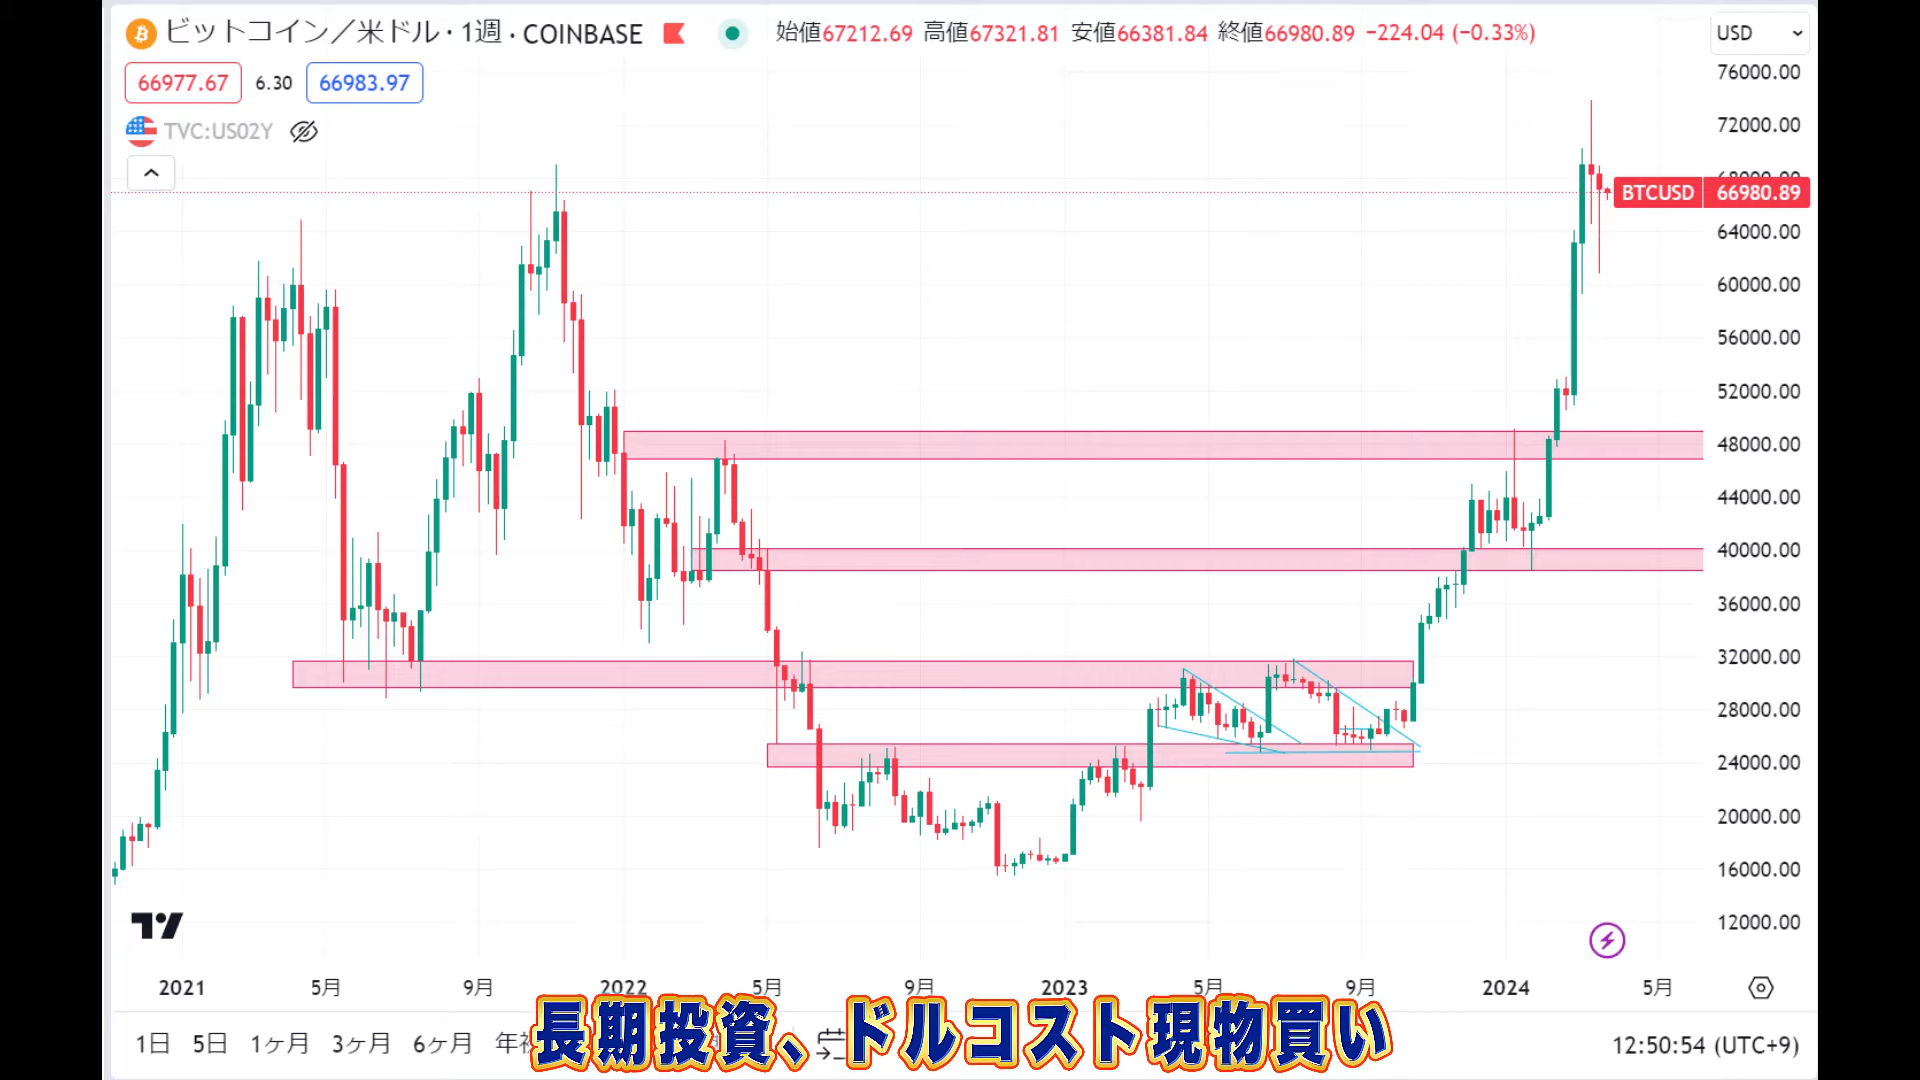 ビットコイン／米ドル · 1週 · COINBASE 始値67212.69 高値67321.81 安値66381.84 終値66980.89 −224.04 (−0.33%) USD
66977.67 6.30 66983.97
TVC:US02Y
76000.00
72000.00
BTCUSD 66980.89
64000.00
60000.00
56000.00
52000.00
48000.00
44000.00
40000.00
36000.00
32000.00
28000.00
24000.00
20000.00
16000.00
12000.00
2021 5月 9月 2022 5月 9月 2023 5月 9月 2024 5月
1日 5日 1ヶ月 3ヶ月 6ヶ月 12:50:54 (UTC+9)
長期投資、ドルコスト現物買い